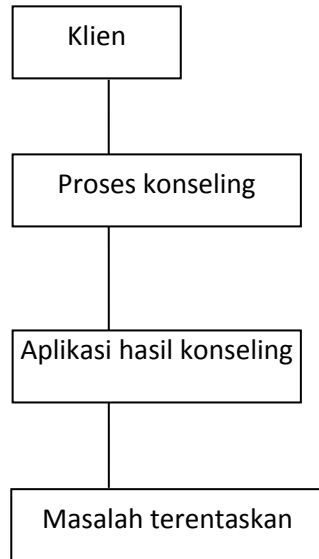 Klien
Proses konseling
Aplikasi hasil konseling
Masalah terentaskan